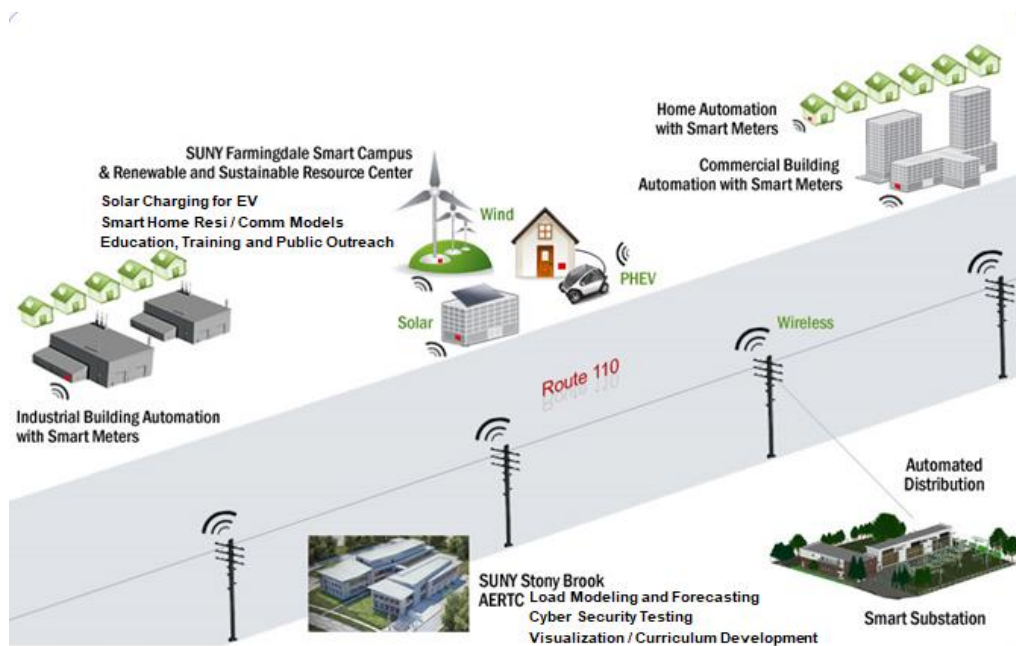 Home Automation
with Smart Meters
SUNY Farmingdale Smart Campus
& Renewable and Sustainable Resource Center
Commercial Building
Automation with Smart Meters
Solar Charging for EV
Smart Home Resi / Comm Models
Education, Training and Public Outreach
Wind
PHEV
Solar
Wireless
Route 110
Industrial Building Automation
with Smart Meters
Automated
Distribution
SUNY Stony Brook
AERTC
Load Modeling and Forecasting
Cyber Security Testing
Visualization / Curriculum Development
Smart Substation